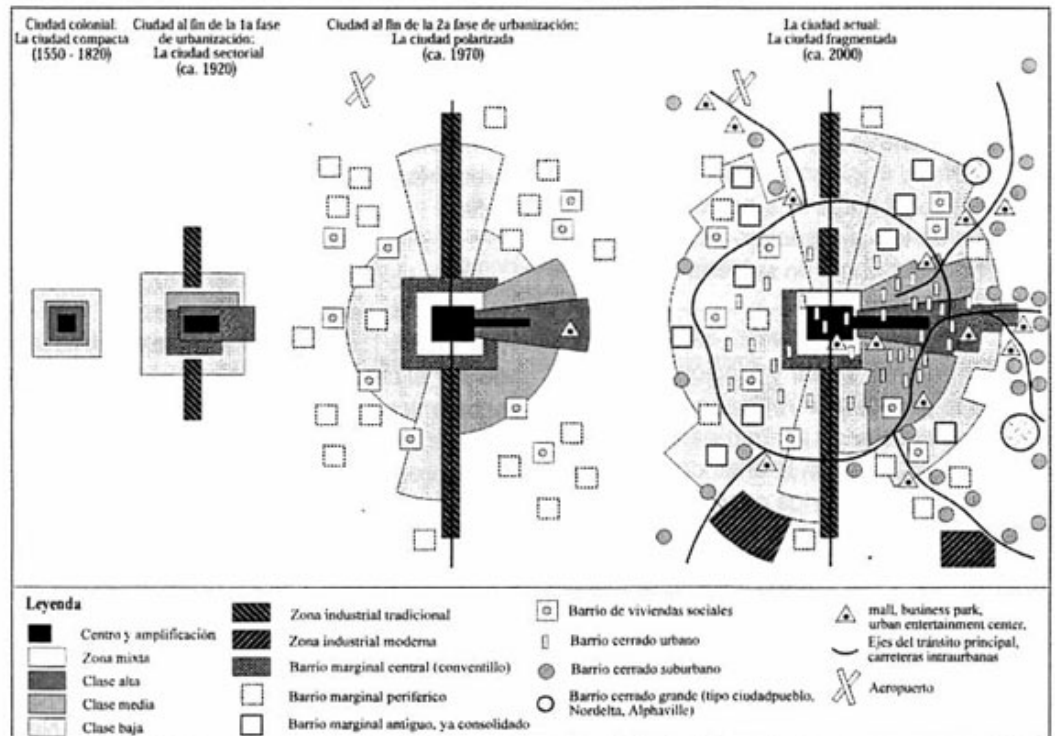 Ciudad colonial:
La ciudad compacta
(1550 - 1820)
Ciudad al fin de la 1a fase
de urbanización:
La ciudad sectorial
(ca. 1920)
Ciudad al fin de la 2a fase de urbanización:
La ciudad polarizada
(ca. 1970)
La ciudad actual:
La ciudad fragmentada
(ca. 2000)
Leyenda
Centro y amplificación
Zona mixta
Clase alta
Clase media
Clase baja
Zona industrial tradicional
Zona industrial moderna
Barrio marginal central (conventillo)
Barrio marginal periférico
Barrio marginal antiguo, ya consolidado
Barrio de viviendas sociales
Barrio cerrado urbano
Barrio cerrado suburbano
Barrio cerrado grande (tipo ciudadpueblo,
Nordelta, Alphaville)
mall, business park,
urban entertainment center,
Ejes del tránsito principal,
carreteras intraurbanas
Aeropuerto